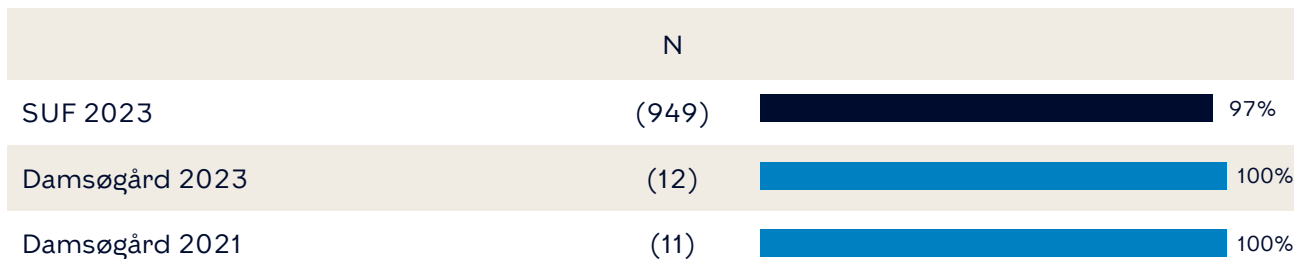 N
SUF 2023 (949) 97%
Damsøgård 2023 (12) 100%
Damsøgård 2021 (11) 100%